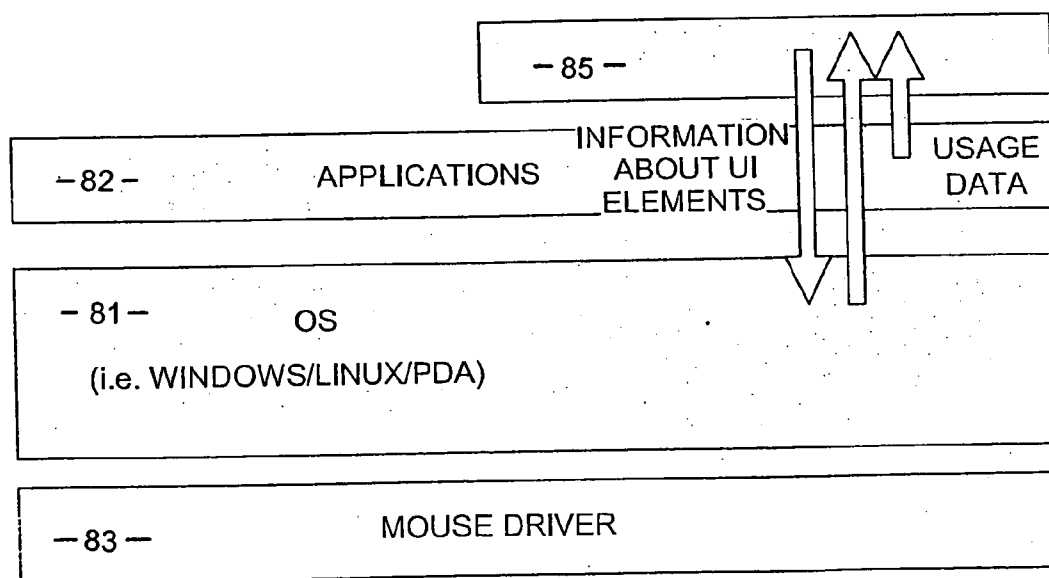 – 85 –
– 82 –
APPLICATIONS
INFORMATION
ABOUT UI
ELEMENTS
USAGE
DATA
– 81 –
OS
(i.e. WINDOWS/LINUX/PDA)
– 83 –
MOUSE DRIVER